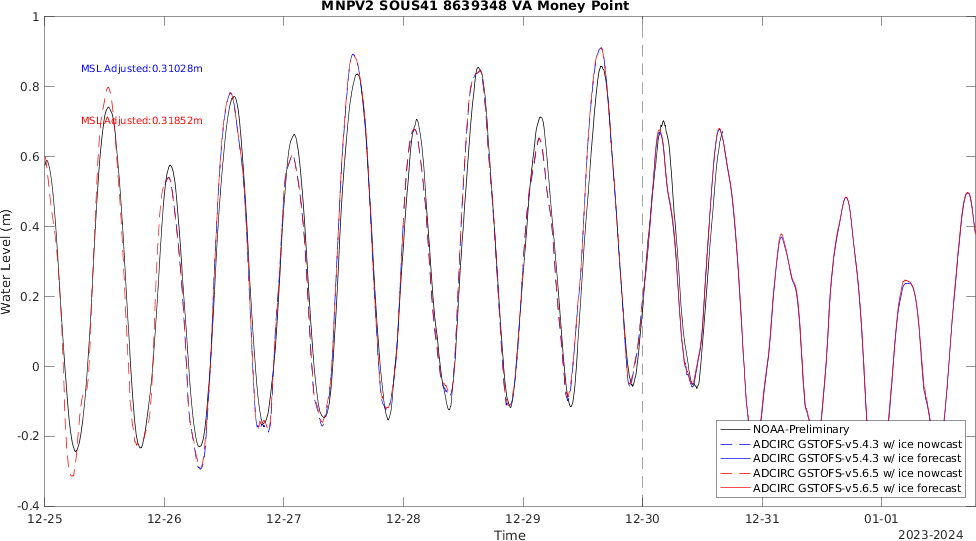 MNPV2 SOUS41 8639348 VA Money Point
1
0.8
0.6
0.4
0.2
0
-0.2
-0.4
Water Level (m)
MSL Adjusted:0.31028m
MSL Adjusted:0.31852m
NOAA-Preliminary
ADCIRC GSTOFS-v5.4.3 w/ ice nowcast
ADCIRC GSTOFS-v5.4.3 w/ ice forecast
ADCIRC GSTOFS-v5.6.5 w/ ice nowcast
ADCIRC GSTOFS-v5.6.5 w/ ice forecast
12-25 12-26 12-27 12-28 12-29 12-30 12-31 01-01
Time
2023-2024